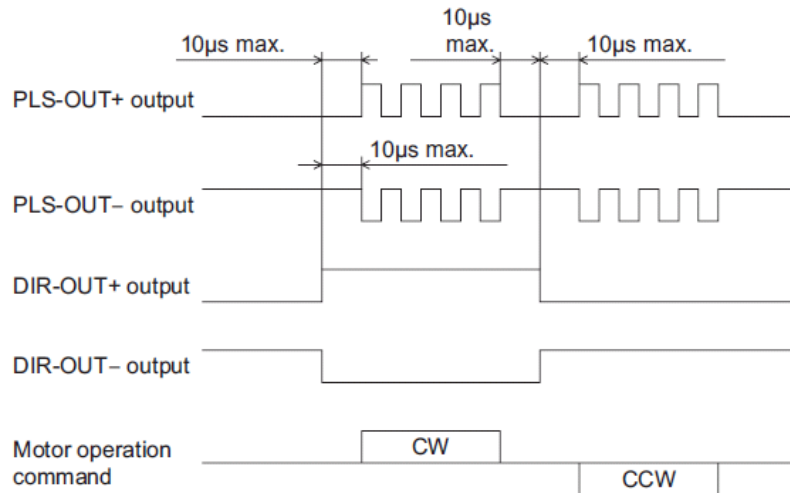 10μs max.
10μs
max.
10μs max.
PLS-OUT+ output
10μs max.
PLS-OUT− output
DIR-OUT+ output
DIR-OUT− output
Motor operation
command
CW
CCW